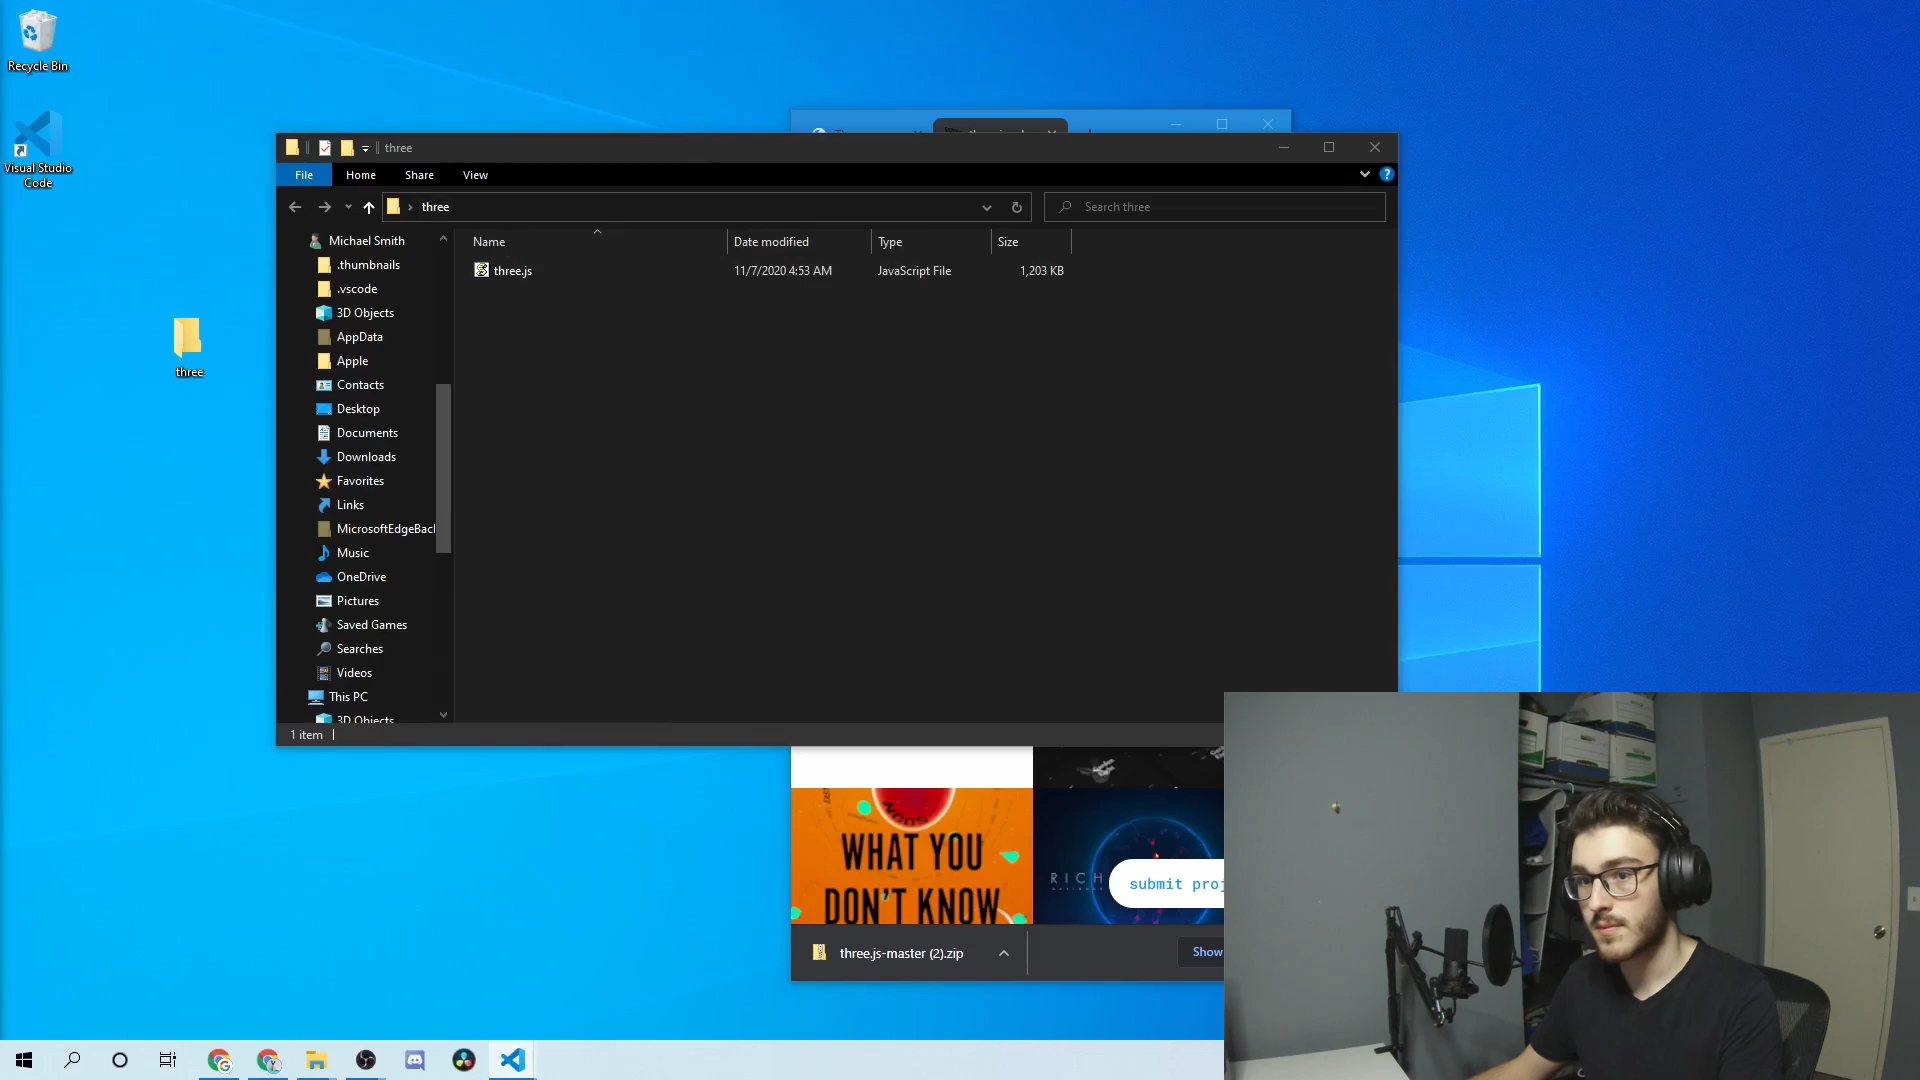 Recycle Bin
Visual Studio
Code
three
three
File
Home
Share
View
three
Search three
Name
Date modified
Type
Size
three.js
11/7/2020 4:53 AM
JavaScript File
1,203 KB
Michael Smith
.thumbnails
.vscode
3D Objects
AppData
Apple
Contacts
Desktop
Documents
Downloads
Favorites
Links
MicrosoftEdgeBac
Music
OneDrive
Pictures
Saved Games
Searches
Videos
This PC
3D Objects
1 item
WHAT YOU
DON'T KNOW
RICH
submit proj
three.js-master (2).zip
Show